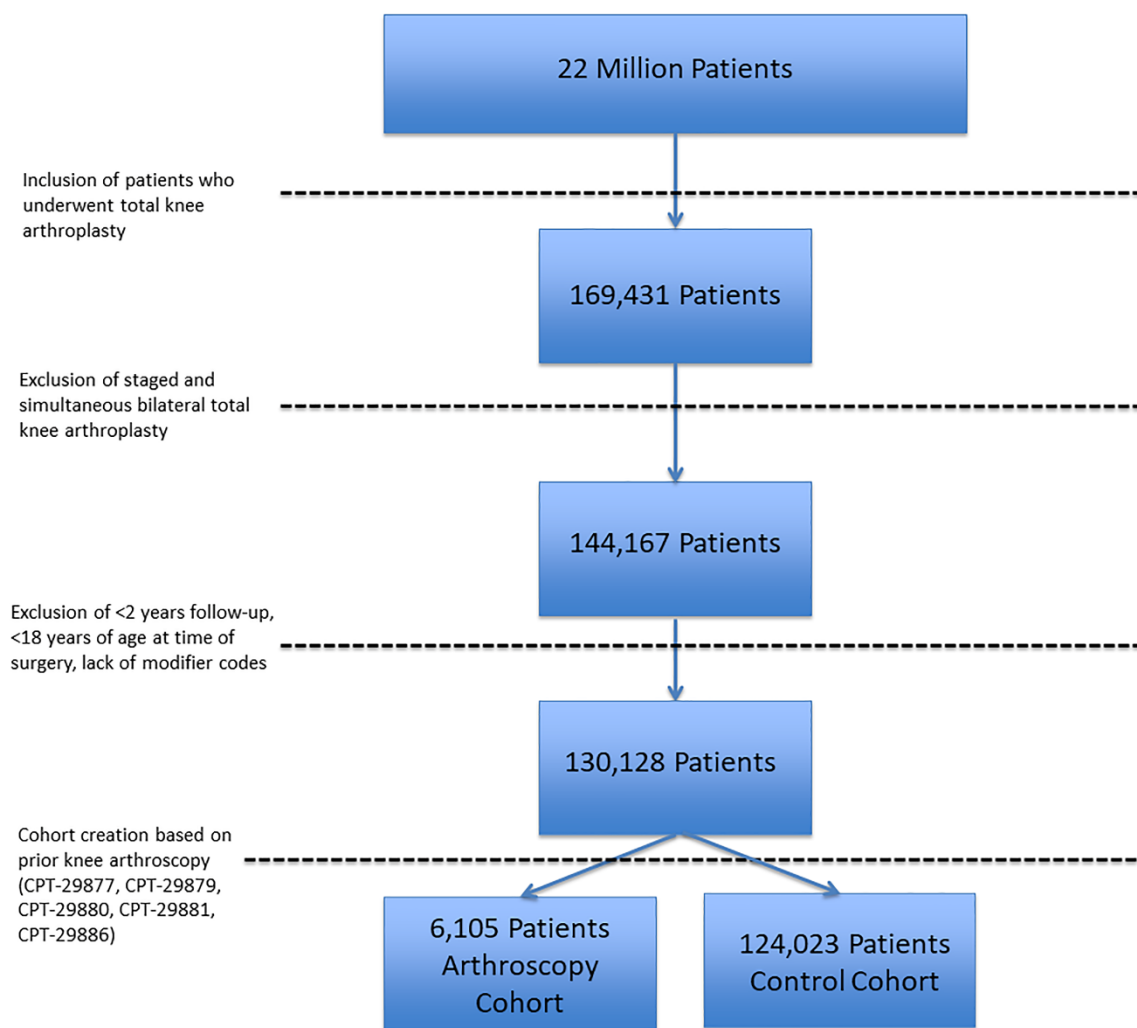 22 Million Patients
Inclusion of patients who
underwent total knee
arthroplasty
169,431 Patients
Exclusion of staged and
simultaneous bilateral total
knee arthroplasty
144,167 Patients
Exclusion of <2 years follow-up,
<18 years of age at time of
surgery, lack of modifier codes
130,128 Patients
Cohort creation based on
prior knee arthroscopy
(CPT-29877, CPT-29879,
CPT-29880, CPT-29881,
CPT-29886)
6,105 Patients
Arthroscopy
Cohort
124,023 Patients
Control Cohort